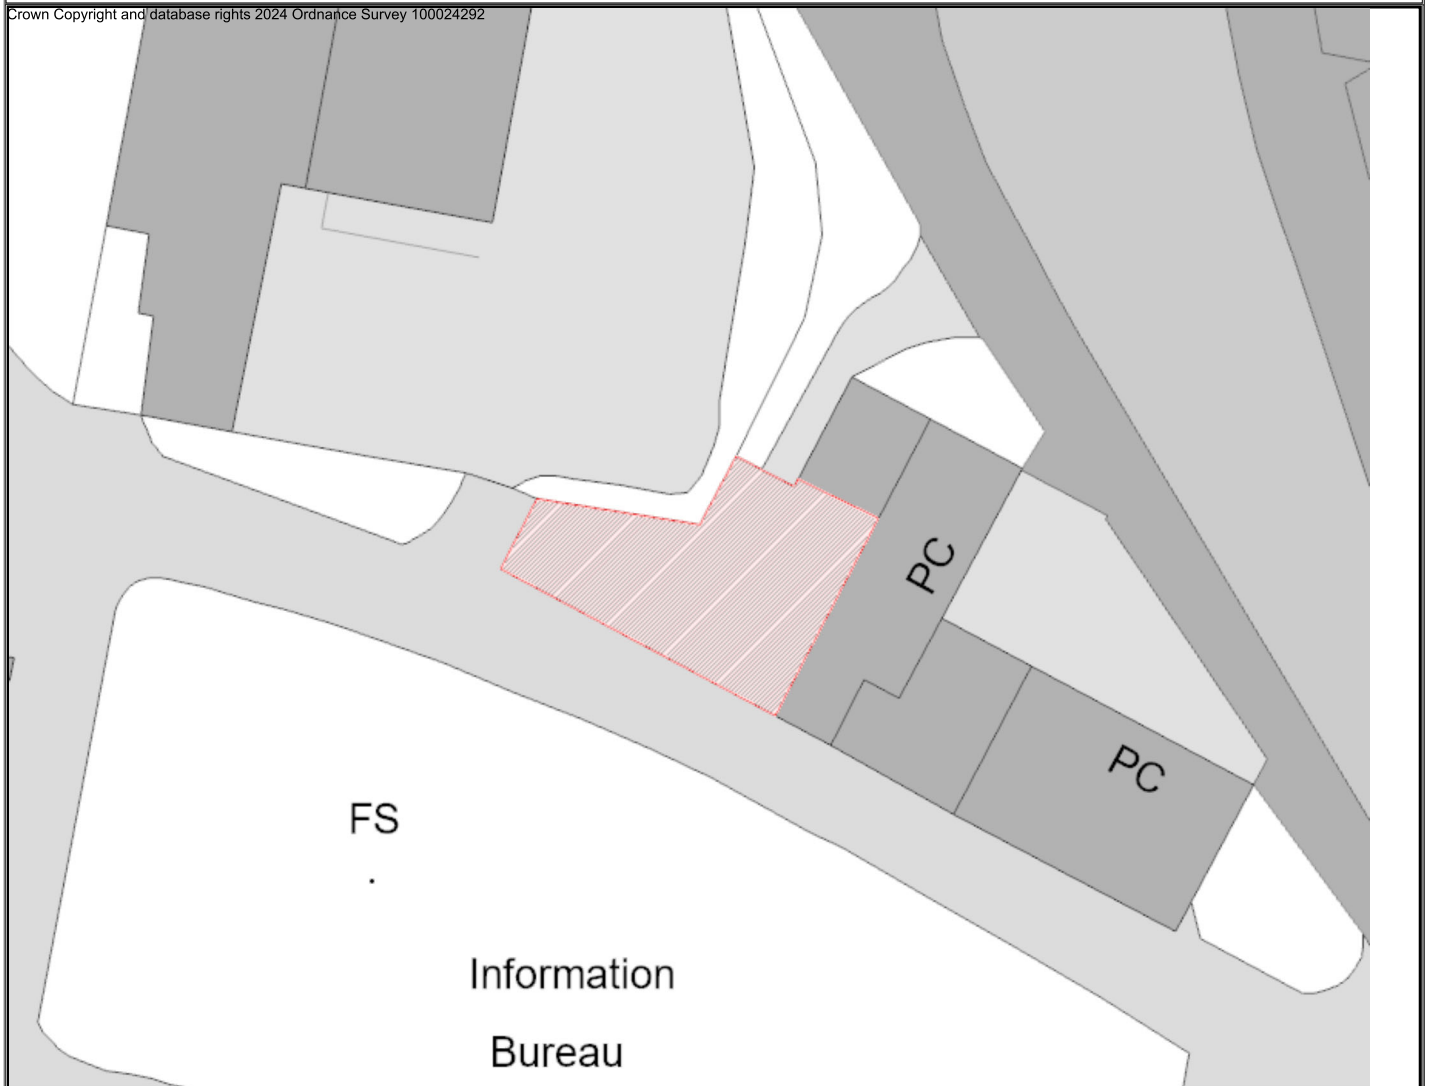 Crown Copyright and database rights 2024 Ordnance Survey 100024292
PC
PC
FS
Information
Bureau